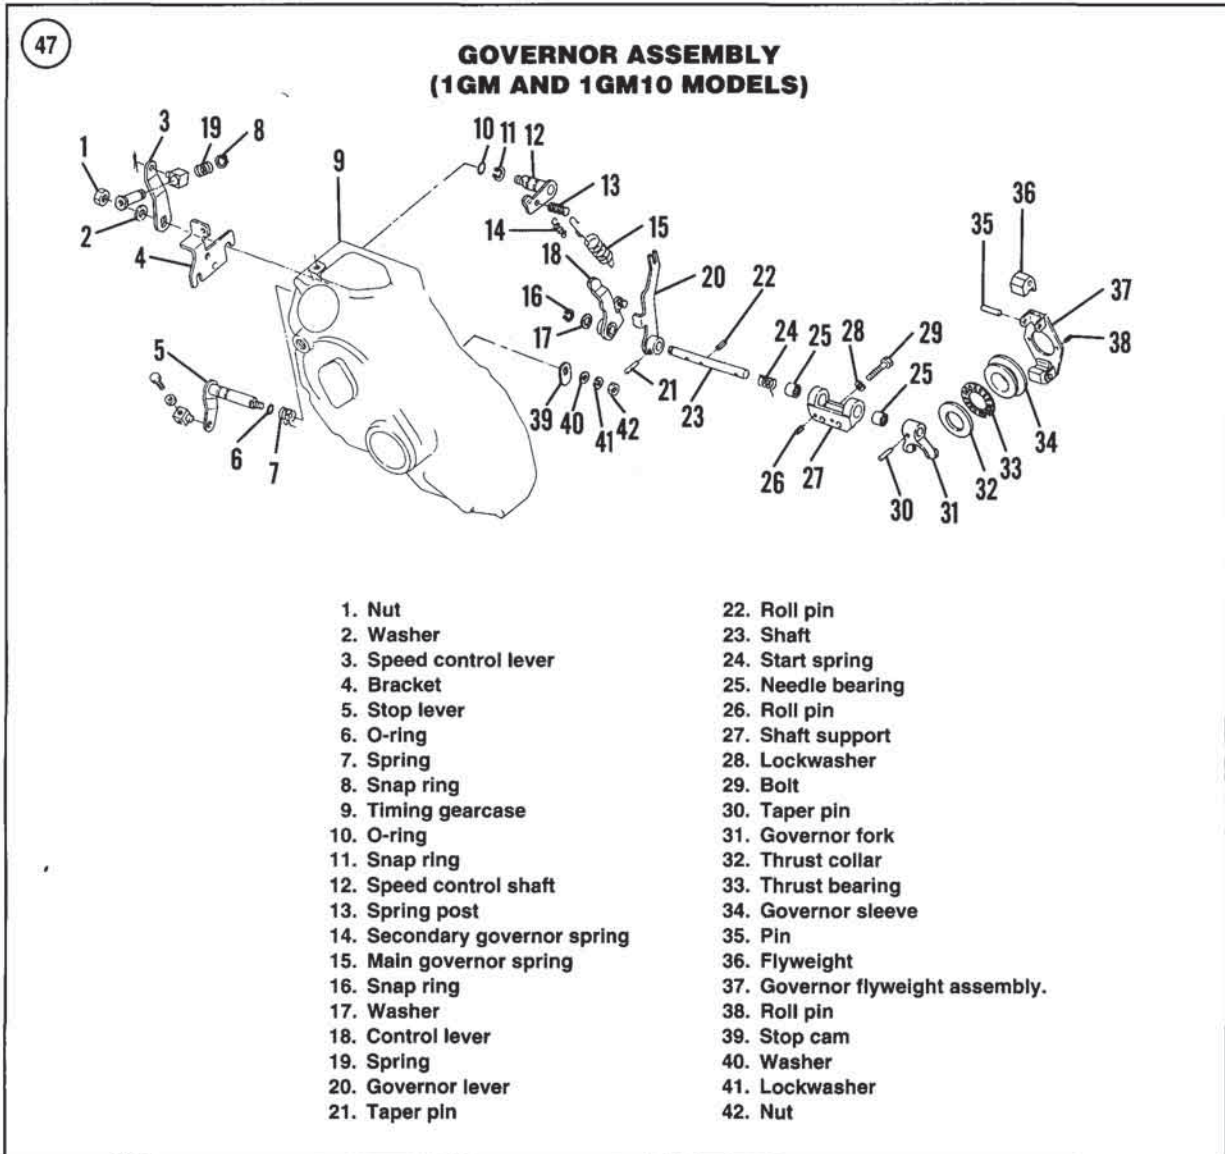 47
GOVERNOR ASSEMBLY
(1GM AND 1GM10 MODELS)
1
3
19
8
9
10
11
12
13
36
2
4
14
15
35
18
20
22
37
16
17
24
25
28
29
38
5
21
25
39
40
41
42
23
34
6
7
26
27
33
32
30
31
1. Nut
2. Washer
3. Speed control lever
4. Bracket
5. Stop lever
6. O-ring
7. Spring
8. Snap ring
9. Timing gearcase
10. O-ring
11. Snap ring
12. Speed control shaft
13. Spring post
14. Secondary governor spring
15. Main governor spring
16. Snap ring
17. Washer
18. Control lever
19. Spring
20. Governor lever
21. Taper pin
22. Roll pin
23. Shaft
24. Start spring
25. Needle bearing
26. Roll pin
27. Shaft support
28. Lockwasher
29. Bolt
30. Taper pin
31. Governor fork
32. Thrust collar
33. Thrust bearing
34. Governor sleeve
35. Pin
36. Flyweight
37. Governor flyweight assembly.
38. Roll pin
39. Stop cam
40. Washer
41. Lockwasher
42. Nut